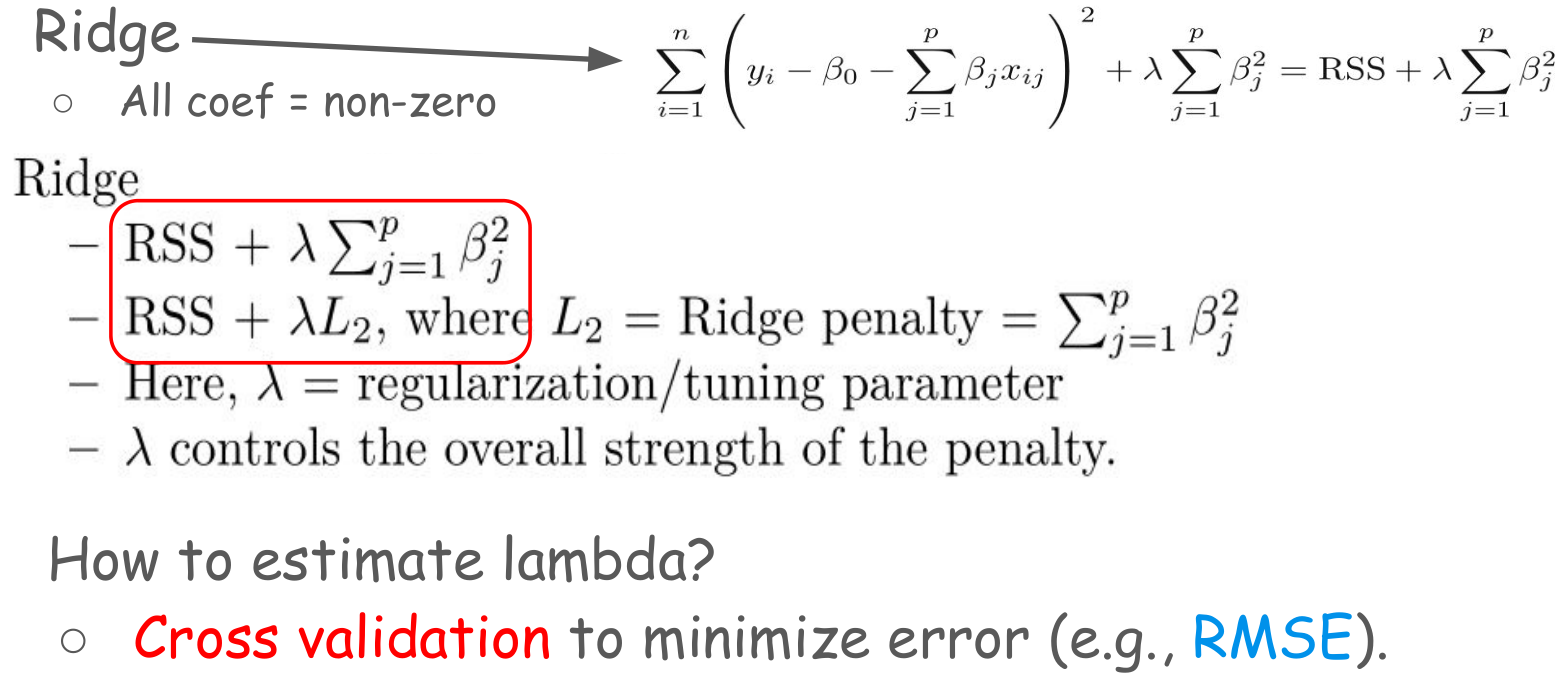 Ridge
$\sum_{i=1}^{n} \left( y_i - \beta_0 - \sum_{j=1}^{p} \beta_j x_{ij} \right)^2 + \lambda \sum_{j=1}^{p} \beta_j^2 = \text{RSS} + \lambda \sum_{j=1}^{p} \beta_j^2$
○ All coef = non-zero
Ridge
– RSS + $\lambda \sum_{j=1}^{p} \beta_j^2$
– RSS + $\lambda L_2$, where $L_2$ = Ridge penalty = $\sum_{j=1}^{p} \beta_j^2$
– Here, $\lambda$ = regularization/tuning parameter
– $\lambda$ controls the overall strength of the penalty.
How to estimate lambda?
○ Cross validation to minimize error (e.g., RMSE).